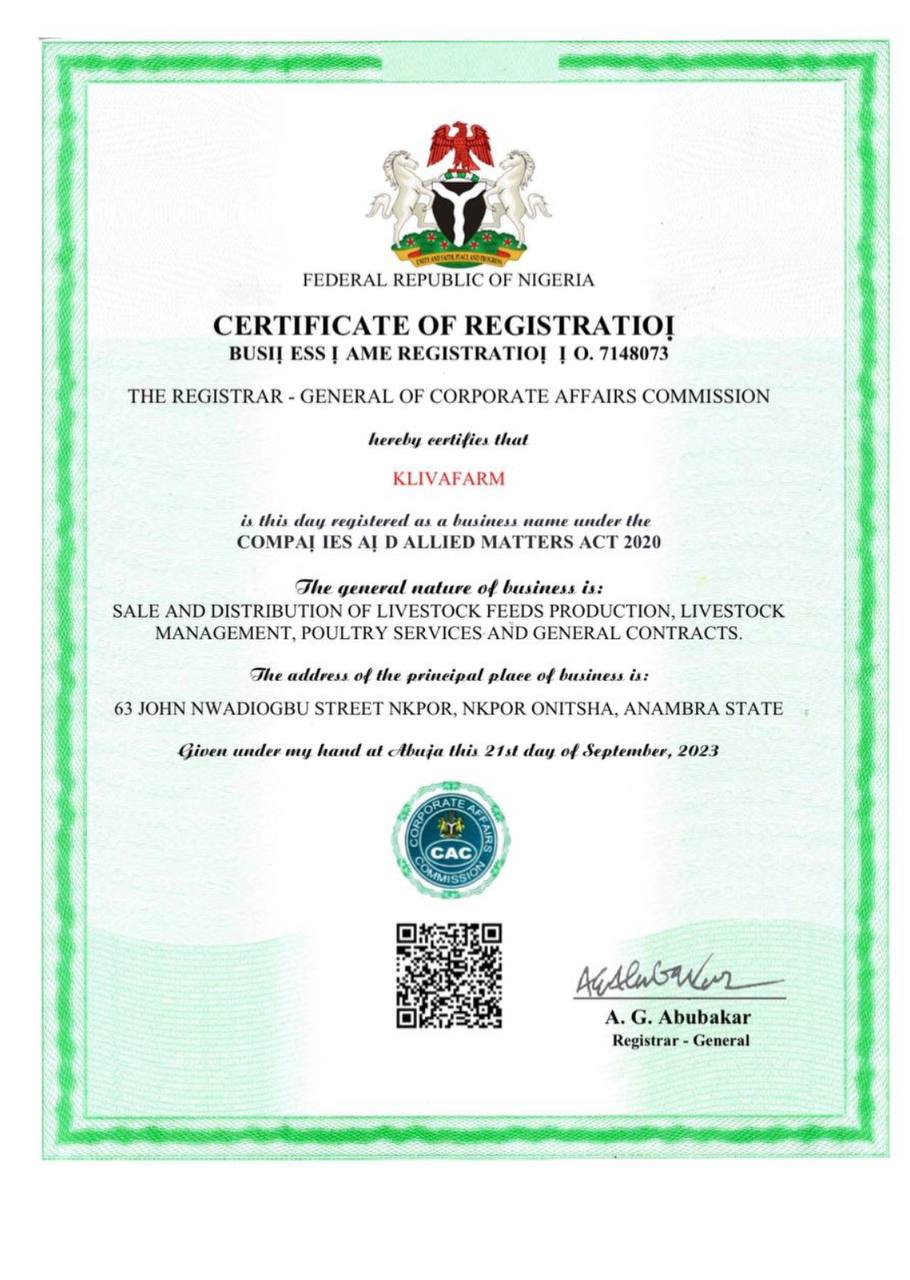 UNITY AND FAITH, PEACE AND PROGRESS
FEDERAL REPUBLIC OF NIGERIA
CERTIFICATE OF REGISTRATIOĮ
BUSIĮ ESS Į AME REGISTRATIOĮ Į O. 7148073
THE REGISTRAR - GENERAL OF CORPORATE AFFAIRS COMMISSION
hereby certifies that
KLIVAFARM
is this day registered as a business name under the
COMPAĮ IES AĮ D ALLIED MATTERS ACT 2020
The general nature of business is:
SALE AND DISTRIBUTION OF LIVESTOCK FEEDS PRODUCTION, LIVESTOCK
MANAGEMENT, POULTRY SERVICES AND GENERAL CONTRACTS.
The address of the principal place of business is:
63 JOHN NWADIOGBU STREET NKPOR, NKPOR ONITSHA, ANAMBRA STATE
Given under my hand at Abuja this 21st day of September, 2023
CORPORATE AFFAIRS
CAC
COMMISSION
A. G. Abubakar
Registrar - General